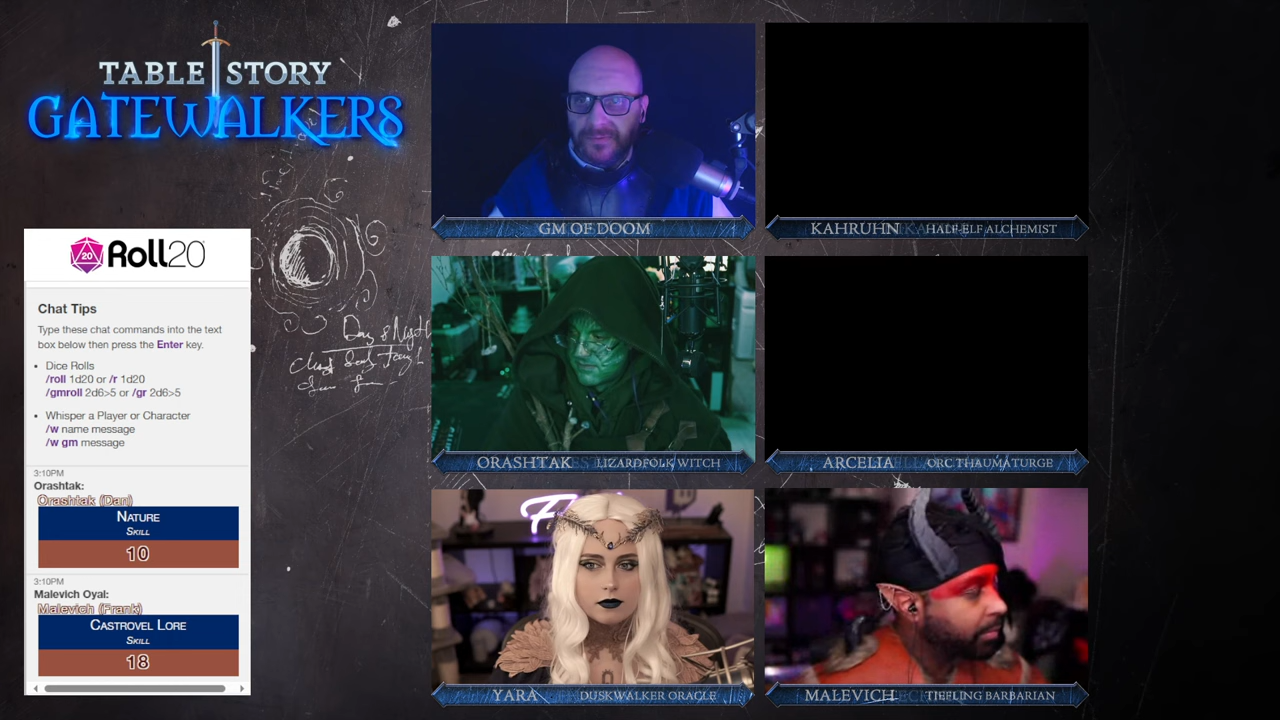 TABLE STORY
GATEWALKERS
20 Roll20
Chat Tips
Type these chat commands into the text
box below then press the Enter key.
• Dice Rolls
/roll 1d20 or /r 1d20
/gmroll 2d6>5 or /gr 2d6>5
• Whisper a Player or Character
/w name message
/w gm message
3:10PM
Orashtak:
Orashtak (Dan)
NATURE
SKILL
10
3:10PM
Malevich Oyal:
Malevich (Frank)
CASTROVEL LORE
SKILL
18
Day & Night
GM OF DOOM
KAHRUHN HALF-ELF ALCHEMIST
ORASHTAK LIZARDFOLK WITCH
ARCELIA ORC THAUMATURGE
YARA DUSKWALKER ORACLE
MALEVICH TIEFLING BARBARIAN